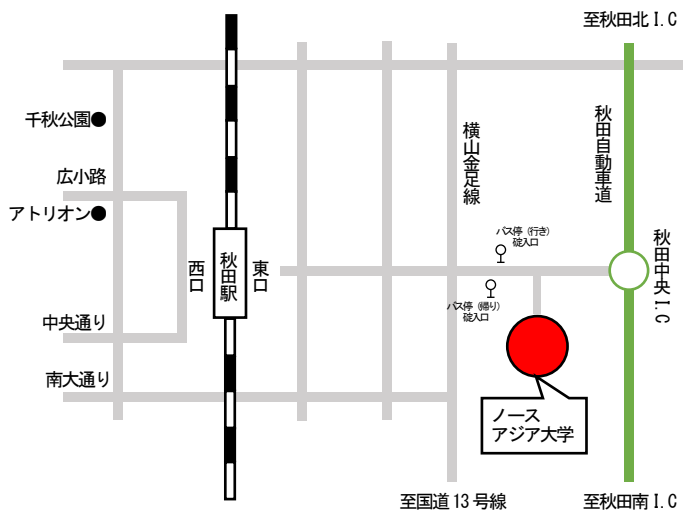 至秋田北I.C
千秋公園
横山金足線
秋田自動車道
広小路
アトリオン
バス停（行き）
碇入口
秋田中央I.C
西口
秋田駅
東口
バス停（帰り）
碇入口
中央通り
南大通り
ノース
アジア大学
至国道13号線
至秋田南I.C